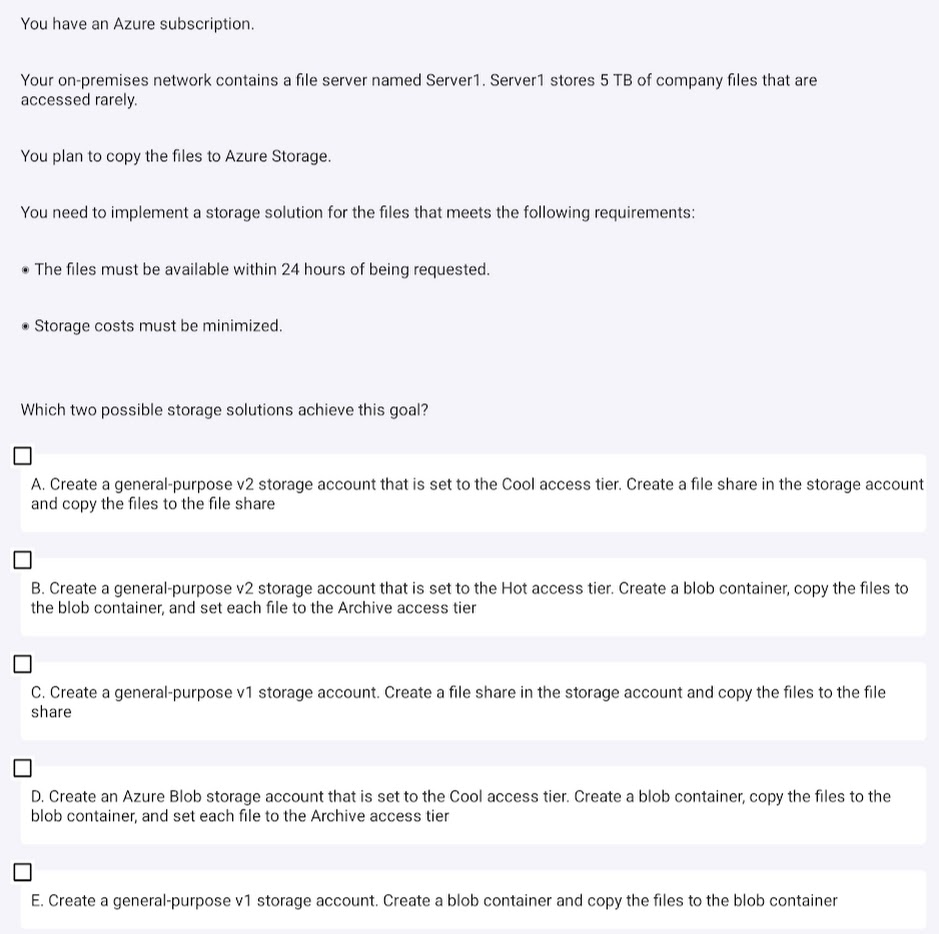 You have an Azure subscription.
Your on-premises network contains a file server named Server1. Server1 stores 5 TB of company files that are
accessed rarely.
You plan to copy the files to Azure Storage.
You need to implement a storage solution for the files that meets the following requirements:
• The files must be available within 24 hours of being requested.
• Storage costs must be minimized.
Which two possible storage solutions achieve this goal?
A. Create a general-purpose v2 storage account that is set to the Cool access tier. Create a file share in the storage account
and copy the files to the file share
B. Create a general-purpose v2 storage account that is set to the Hot access tier. Create a blob container, copy the files to
the blob container, and set each file to the Archive access tier
C. Create a general-purpose v1 storage account. Create a file share in the storage account and copy the files to the file
share
D. Create an Azure Blob storage account that is set to the Cool access tier. Create a blob container, copy the files to the
blob container, and set each file to the Archive access tier
E. Create a general-purpose v1 storage account. Create a blob container and copy the files to the blob container